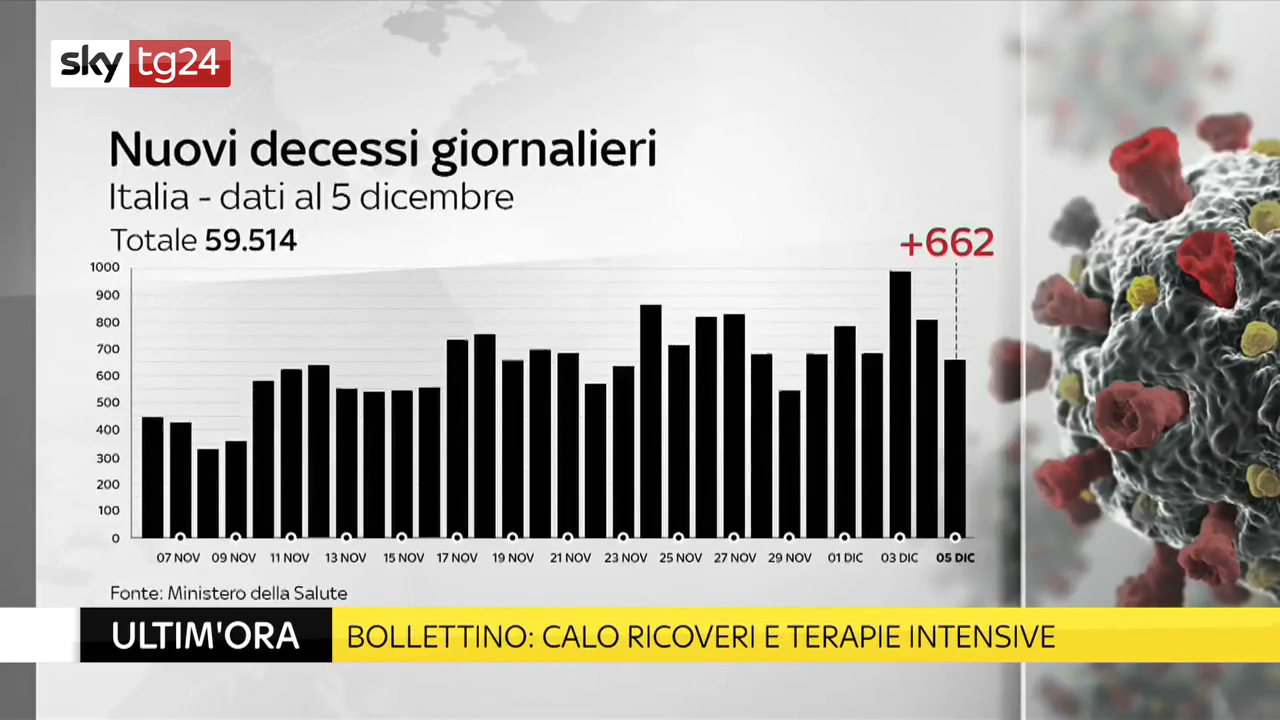 sky tg24
Nuovi decessi giornalieri
Italia - dati al 5 dicembre
Totale 59.514
+662
1000
900
800
700
600
500
400
300
200
100
0
07 NOV 09 NOV 11 NOV 13 NOV 15 NOV 17 NOV 19 NOV 21 NOV 23 NOV 25 NOV 27 NOV 29 NOV 01 DIC 03 DIC 05 DIC
Fonte: Ministero della Salute
ULTIM'ORA BOLLETTINO: CALO RICOVERI E TERAPIE INTENSIVE